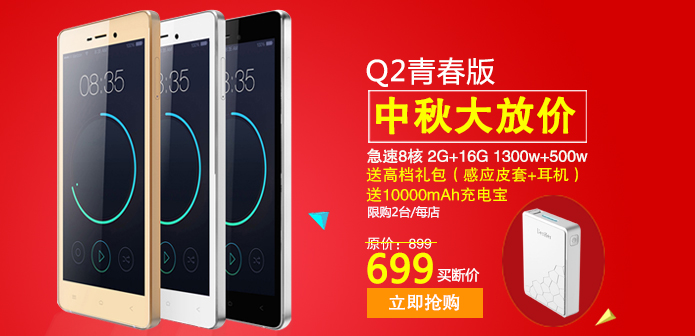 Q2青春版
中秋大放价
急速8核 2G+16G 1300w+500w
送高档礼包（感应皮套+耳机）
送10000mAh充电宝
限购2台/每店
原价：899
699买断价
立即抢购
08:35
08:35
08:35